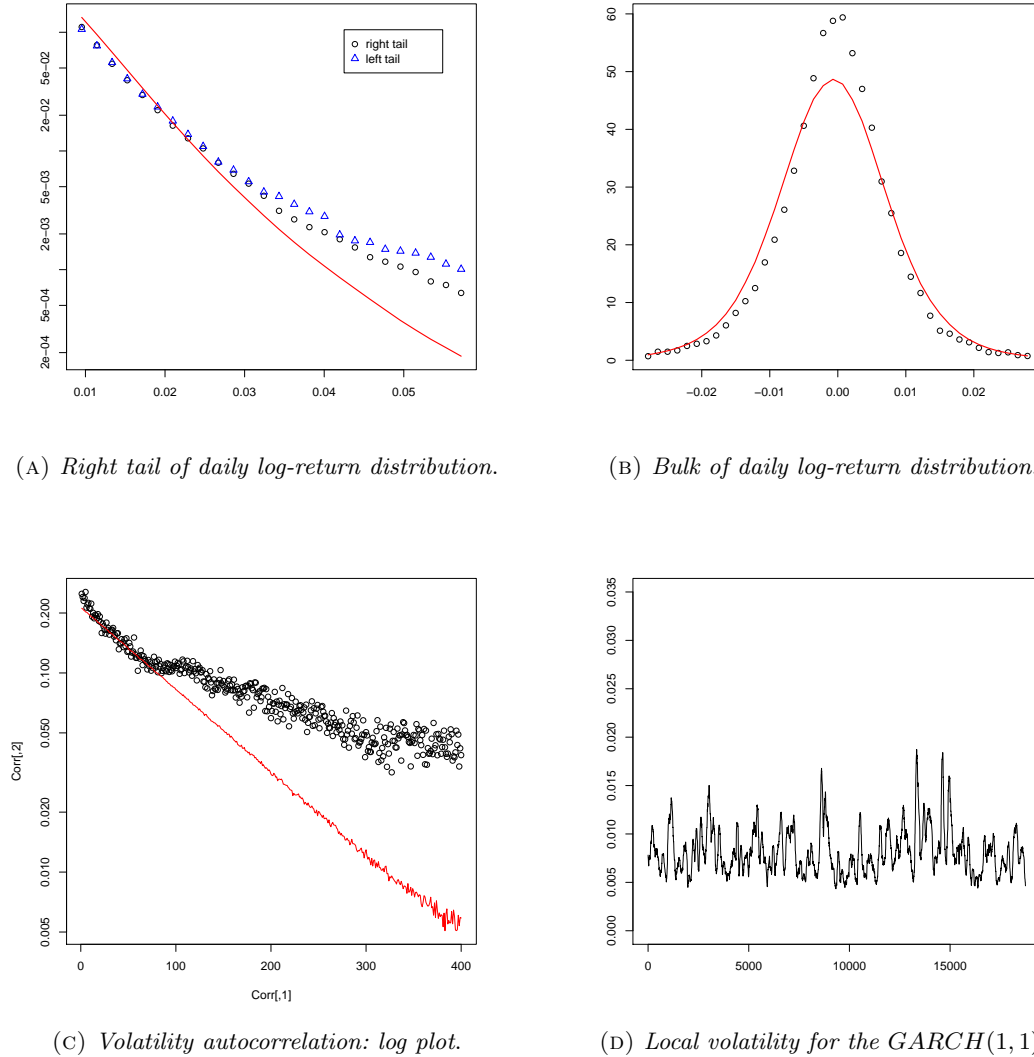 5e−02
2e−02
5e−03
2e−03
5e−04
2e−04
right tail
left tail
0.01 0.02 0.03 0.04 0.05
60
50
40
30
20
10
0
−0.02 −0.01 0.00 0.01 0.02
(A) Right tail of daily log-return distribution.
(B) Bulk of daily log-return distribution
0.200
0.100
0.050
0.020
0.010
0.005
Corr[,2]
0 100 200 300 400
Corr[,1]
0.035
0.030
0.025
0.020
0.015
0.010
0.005
0.000
0 5000 10000 15000
(C) Volatility autocorrelation: log plot.
(D) Local volatility for the GARCH(1, 1)